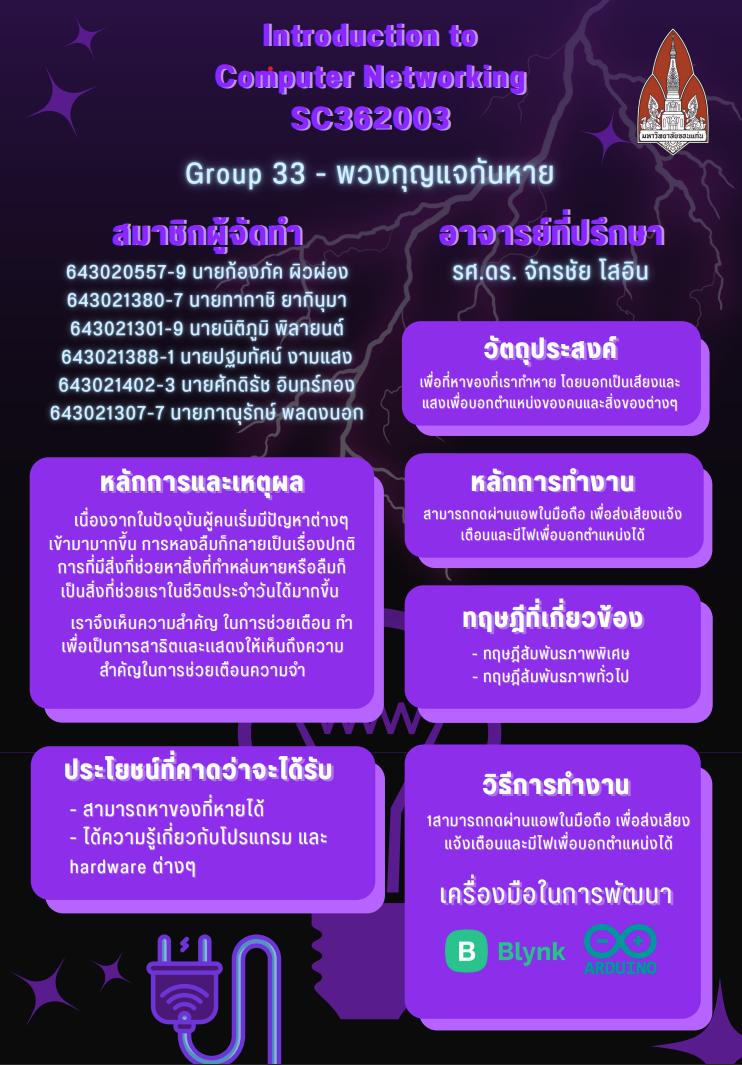 Introduction to
Computer Networking
SC362003
มหาวิทยาลัยขอนแก่น
Group 33 - พวงกุญแจกันหาย
สมาชิกผู้จัดทำ
643020557-9 นายก้องภัค ผิวผ่อง
643021380-7 นายทากาชิ ยากินุมา
643021301-9 นายนิติภูมิ พิลายนต์
643021388-1 นายปฐมทัศน์ งามแสง
643021402-3 นายศักดิธัช อินทร์ทอง
643021307-7 นายภาณุรักษ์ พลดงนอก
อาจารย์ที่ปรึกษา
รศ.ดร. จักรชัย โสอิน
วัตถุประสงค์
เพื่อที่หาของที่เราทำหาย โดยบอกเป็นเสียงและ
แสงเพื่อบอกตำแหน่งของคนและสิ่งของต่างๆ
หลักการและเหตุผล
เนื่องจากในปัจจุบันผู้คนเริ่มมีปัญหาต่างๆ
เข้ามามากขึ้น การหลงลืมก็กลายเป็นเรื่องปกติ
การที่มีสิ่งที่ช่วยหาสิ่งที่ทำหล่นหายหรือลืมก็
เป็นสิ่งที่ช่วยเราในชีวิตประจำวันได้มากขึ้น
เราจึงเห็นความสำคัญ ในการช่วยเตือน ทำ
เพื่อเป็นการสาธิตและแสดงให้เห็นถึงความ
สำคัญในการช่วยเตือนความจำ
หลักการทำงาน
สามารถกดผ่านแอพในมือถือ เพื่อส่งเสียงแจ้ง
เตือนและมีไฟเพื่อบอกตำแหน่งได้
ทฤษฎีที่เกี่ยวข้อง
- ทฤษฎีสัมพันธภาพพิเศษ
- ทฤษฎีสัมพันธภาพทั่วไป
ประโยชน์ที่คาดว่าจะได้รับ
- สามารถหาของที่หายได้
- ได้ความรู้เกี่ยวกับโปรแกรม และ
hardware ต่างๆ
วิธีการทำงาน
1สามารถกดผ่านแอพในมือถือ เพื่อส่งเสียง
แจ้งเตือนและมีไฟเพื่อบอกตำแหน่งได้
เครื่องมือในการพัฒนา
B Blynk
ARDUINO